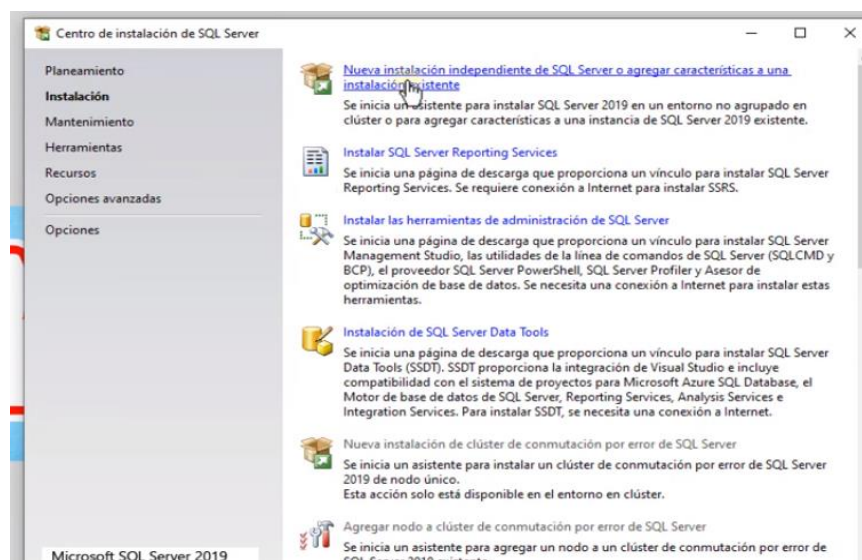 Centro de instalación de SQL Server
Planeamiento
Instalación
Mantenimiento
Herramientas
Recursos
Opciones avanzadas
Opciones
Nueva instalación independiente de SQL Server o agregar características a una
instalación existente
Se inicia un asistente para instalar SQL Server 2019 en un entorno no agrupado en
clúster o para agregar características a una instancia de SQL Server 2019 existente.
Instalar SQL Server Reporting Services
Se inicia una página de descarga que proporciona un vínculo para instalar SQL Server
Reporting Services. Se requiere conexión a Internet para instalar SSRS.
Instalar las herramientas de administración de SQL Server
Se inicia una página de descarga que proporciona un vínculo para instalar SQL Server
Management Studio, las utilidades de la línea de comandos de SQL Server (SQLCMD y
BCP), el proveedor SQL Server PowerShell, SQL Server Profiler y Asesor de
optimización de base de datos. Se necesita una conexión a Internet para instalar estas
herramientas.
Instalación de SQL Server Data Tools
Se inicia una página de descarga que proporciona un vínculo para instalar SQL Server
Data Tools (SSDT). SSDT proporciona la integración de Visual Studio e incluye
compatibilidad con el sistema de proyectos para Microsoft Azure SQL Database, el
Motor de base de datos de SQL Server, Reporting Services, Analysis Services e
Integration Services. Para instalar SSDT, se necesita una conexión a Internet.
Nueva instalación de clúster de conmutación por error de SQL Server
Se inicia un asistente para instalar un clúster de conmutación por error de SQL Server
2019 de nodo único.
Esta acción solo está disponible en el entorno en clúster.
Agregar nodo a clúster de conmutación por error de SQL Server
Se inicia un asistente para agregar un nodo a un clúster de conmutación por error de
SQL Server 2019 existente.
Microsoft SQL Server 2019